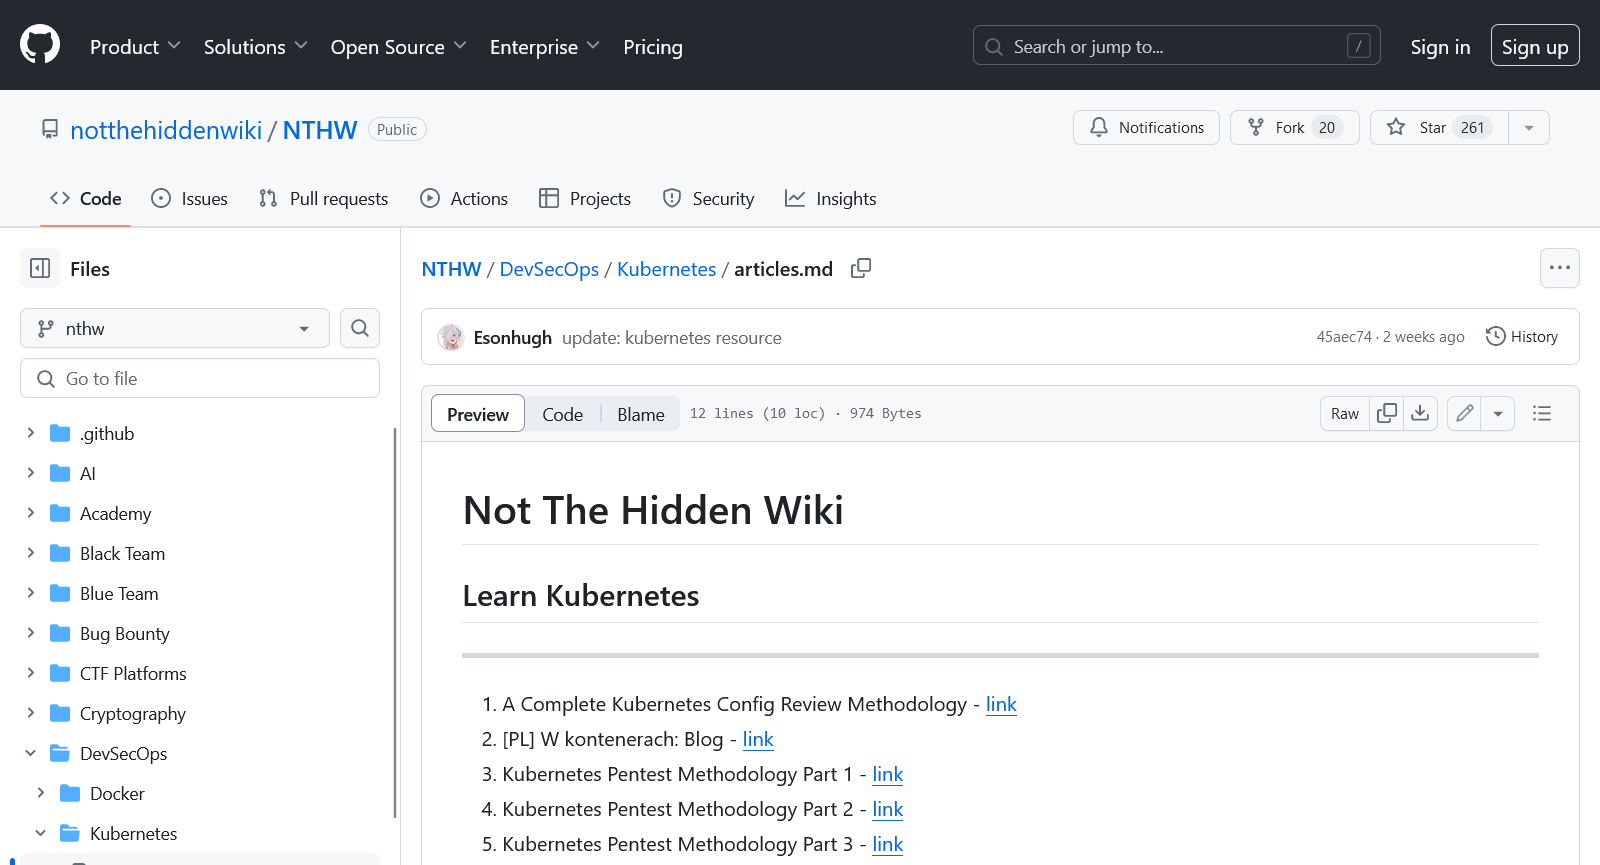 Product Solutions Open Source Enterprise Pricing Search or jump to... / Sign in Sign up
notthehiddenwiki / NTHW Public Notifications Fork 20 Star 261
Code Issues Pull requests Actions Projects Security Insights
Files
nthw
Go to file
.github
AI
Academy
Black Team
Blue Team
Bug Bounty
CTF Platforms
Cryptography
DevSecOps
Docker
Kubernetes
NTHW / DevSecOps / Kubernetes / articles.md
Esonhugh update: kubernetes resource 45aec74 · 2 weeks ago History
Preview Code Blame 12 lines (10 loc) · 974 Bytes Raw
Not The Hidden Wiki
Learn Kubernetes
1. A Complete Kubernetes Config Review Methodology - link
2. [PL] W kontenerach: Blog - link
3. Kubernetes Pentest Methodology Part 1 - link
4. Kubernetes Pentest Methodology Part 2 - link
5. Kubernetes Pentest Methodology Part 3 - link